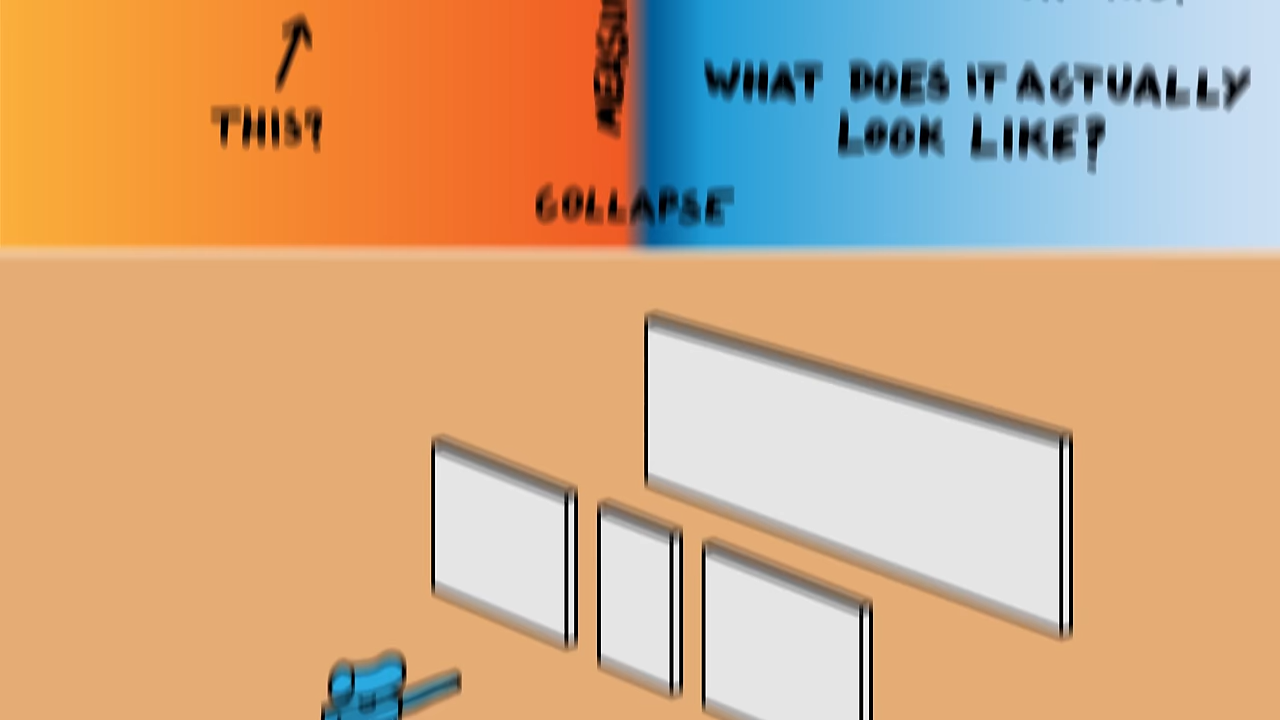 THIS?
WHAT DOES IT ACTUALLY
LOOK LIKE?
COLLAPSE